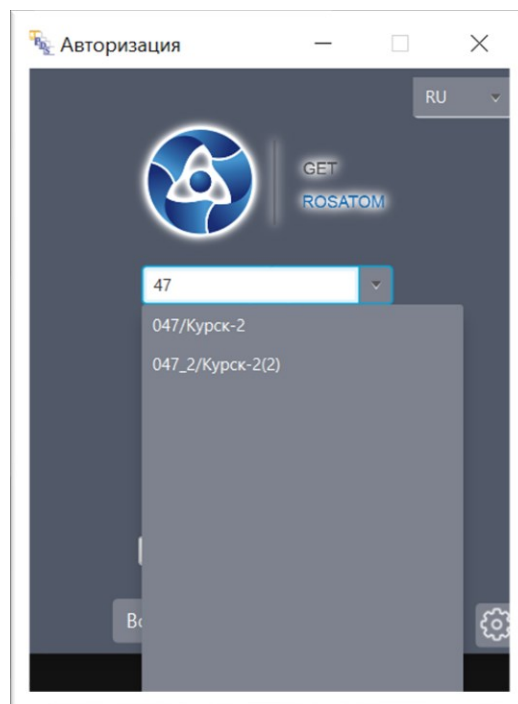 Авторизация
RU
GET
ROSATOM
47
047/Курск-2
047_2/Курск-2(2)